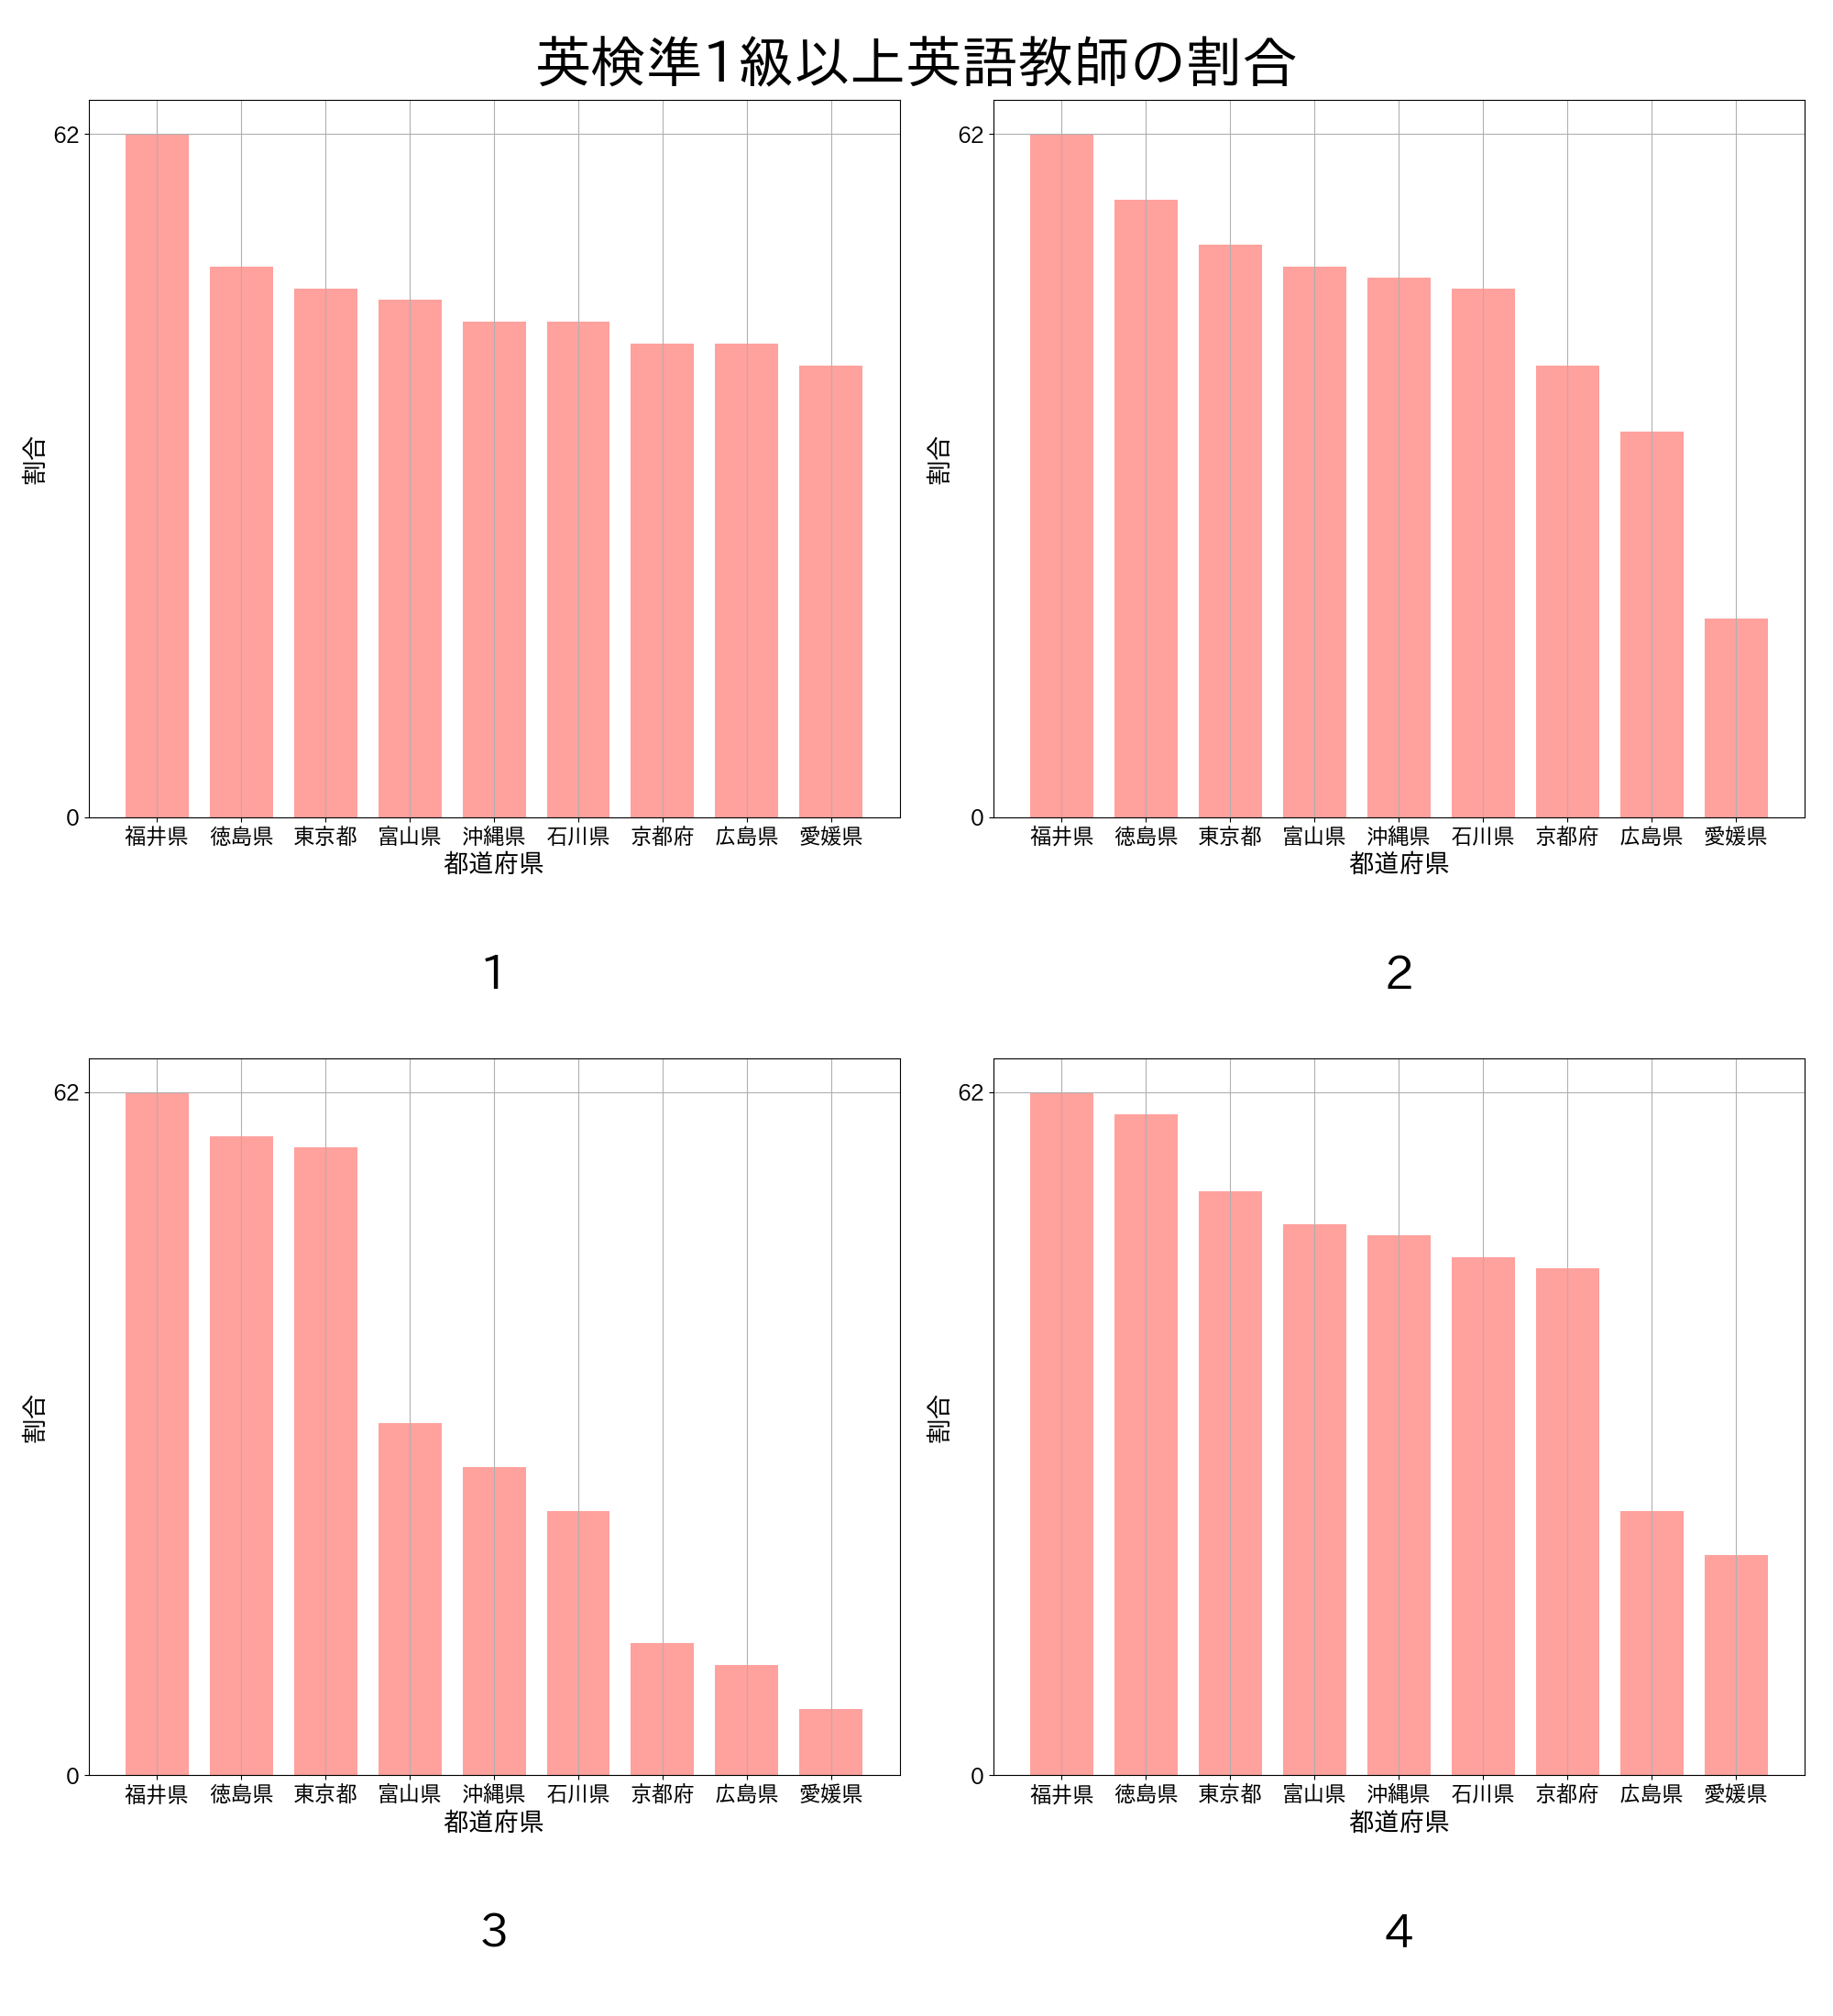 英検準1級以上英語教師の割合
62
0
割合
福井県 徳島県 東京都 富山県 沖縄県 石川県 京都府 広島県 愛媛県
都道府県
1
62
0
割合
福井県 徳島県 東京都 富山県 沖縄県 石川県 京都府 広島県 愛媛県
都道府県
2
62
0
割合
福井県 徳島県 東京都 富山県 沖縄県 石川県 京都府 広島県 愛媛県
都道府県
3
62
0
割合
福井県 徳島県 東京都 富山県 沖縄県 石川県 京都府 広島県 愛媛県
都道府県
4